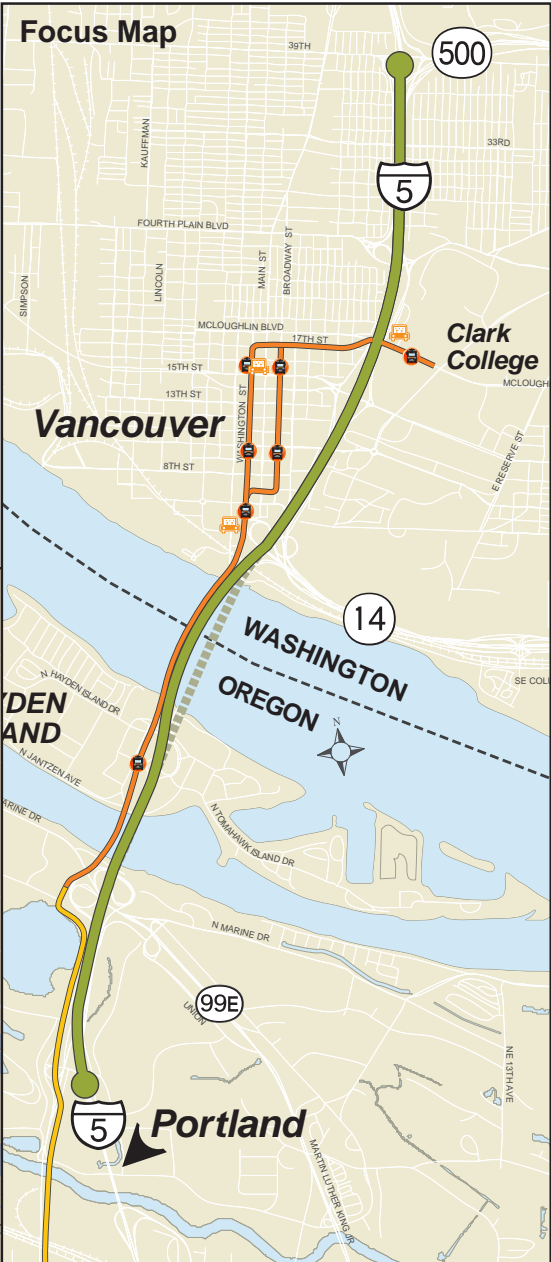 Focus Map
39TH
500
33RD
KAUFFMAN
5
FOURTH PLAIN BLVD
SIMPSON
LINCOLN
MAIN ST
BROADWAY ST
MCLOUGHLIN BLVD
17TH ST
Clark
College
15TH ST
MCLOUGH
13TH ST
WASHINGTON ST
Vancouver
8TH ST
E RESERVE ST
14
WASHINGTON
OREGON
N
SE COL
N HAYDEN ISLAND DR
YDEN
AND
N JANTZEN AVE
ARINE DR
N TOMAHAWK ISLAND DR
N MARINE DR
99E
UNION
NE 13TH AVE
5
Portland
MARTIN LUTHER KING JR